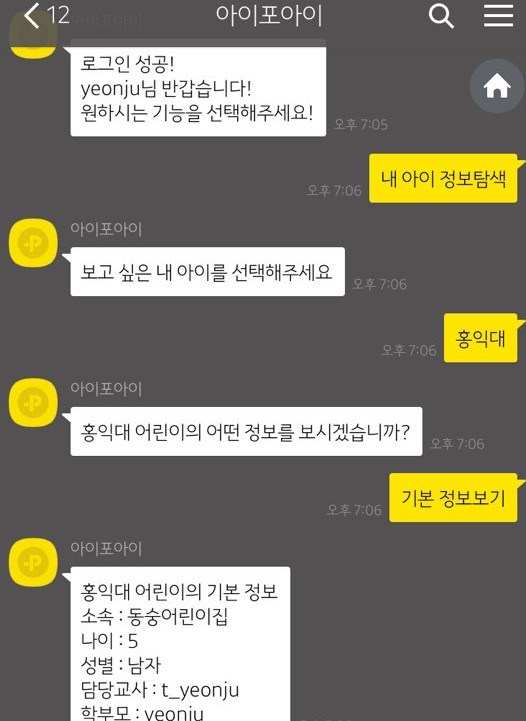 12
아이포아이
로그인 성공!
yeonju님 반갑습니다!
원하시는 기능을 선택해주세요!
오후 7:05
내 아이 정보탐색
오후 7:06
아이포아이
보고 싶은 내 아이를 선택해주세요
오후 7:06
홍익대
오후 7:06
아이포아이
홍익대 어린이의 어떤 정보를 보시겠습니까?
오후 7:06
기본 정보보기
오후 7:06
아이포아이
홍익대 어린이의 기본 정보
소속 : 동숭어린이집
나이 : 5
성별 : 남자
담당교사 : t_yeonju
학부모 : yeonju